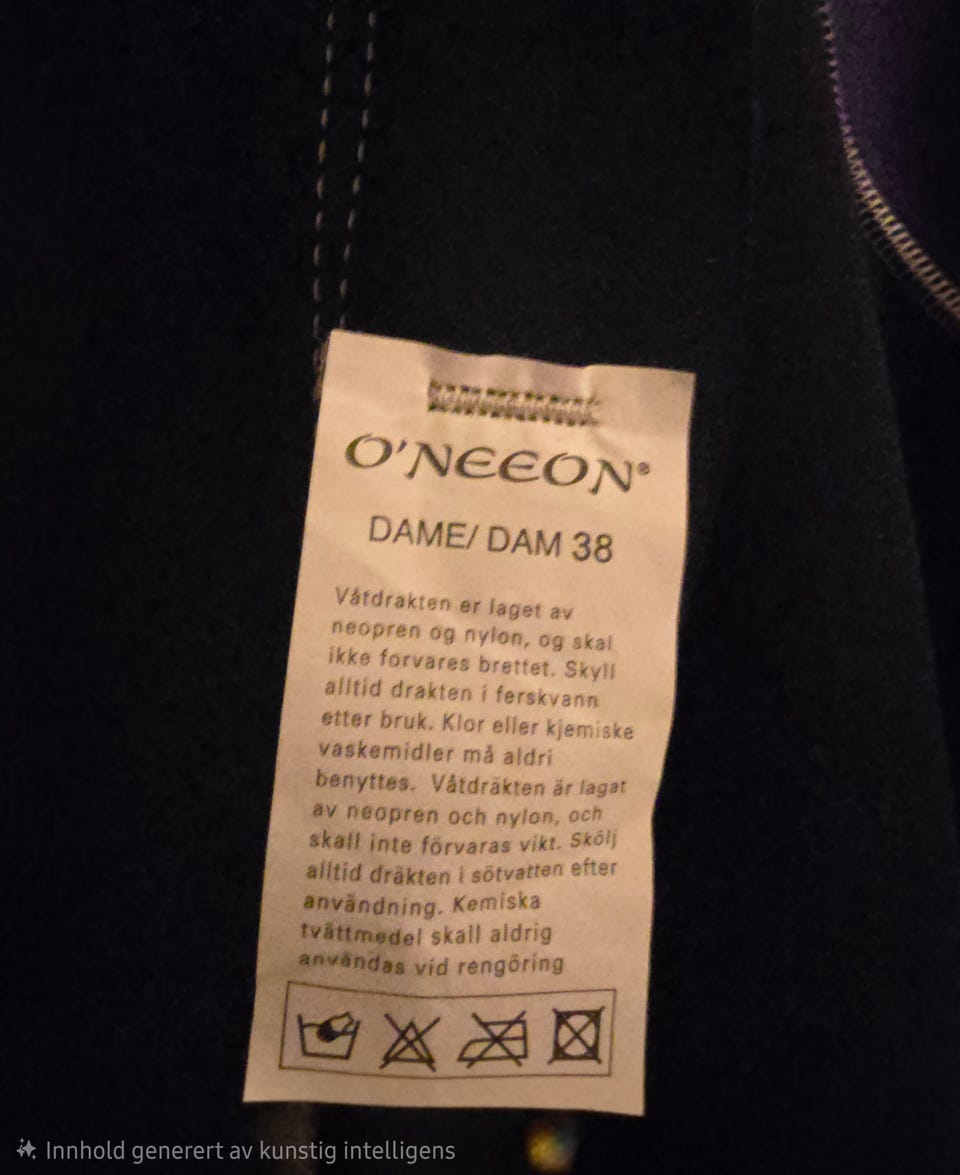 O'NEEON®
DAME/ DAM 38
Våtdrakten er laget av
neopren og nylon, og skal
ikke forvares brettet. Skyll
alltid drakten i ferskvann
etter bruk. Klor eller kjemiske
vaskemidler må aldri
benyttes. Våtdräkten är lagat
av neopren och nylon, och
skall inte förvaras vikt. Skölj
alltid dräkten i sötvatten efter
användning. Kemiska
tvättmedel skall aldrig
användas vid rengöring
Innhold generert av kunstig intelligens